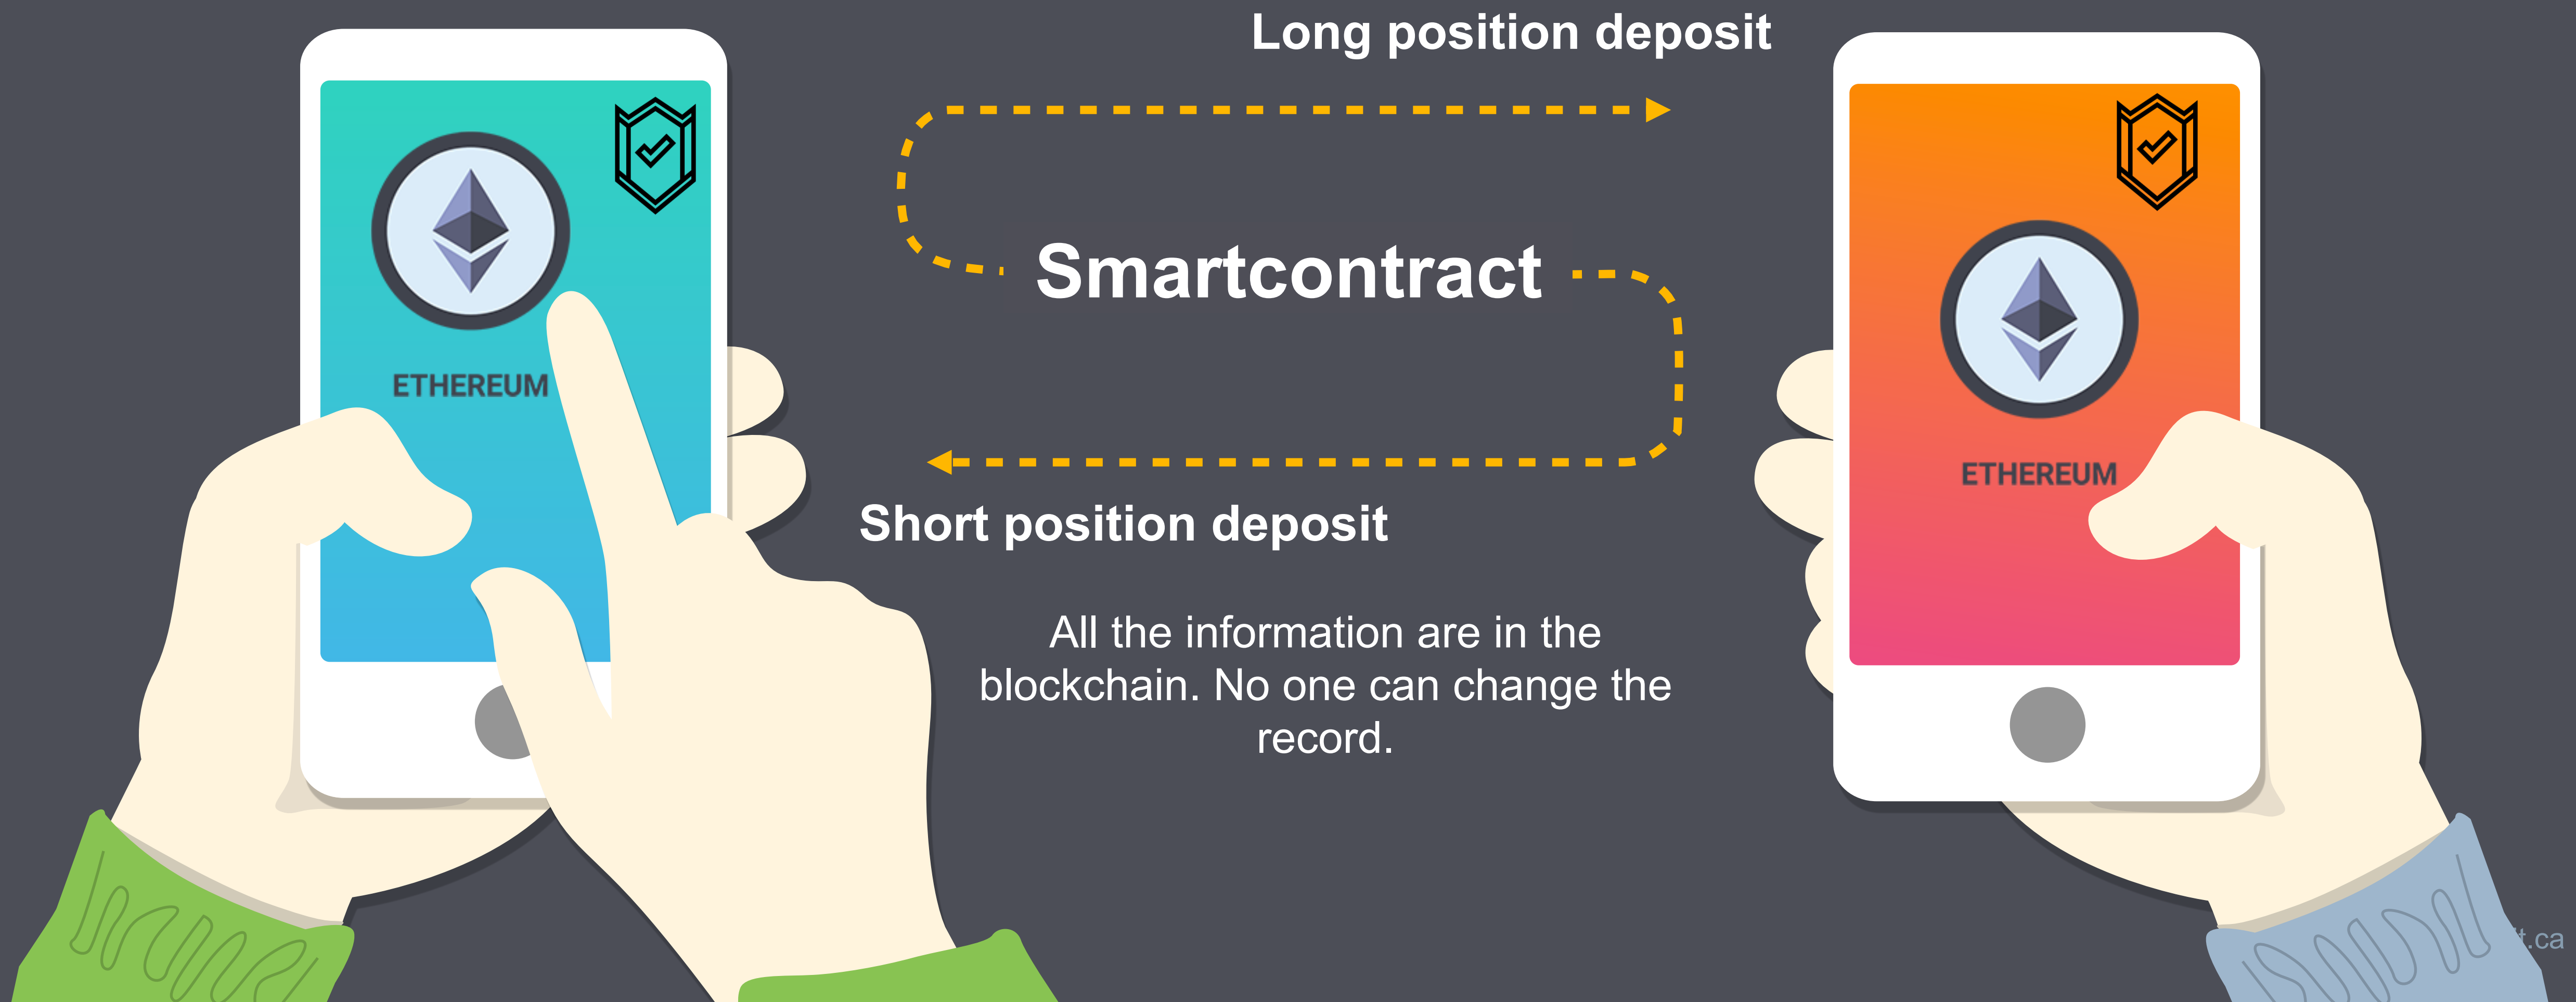 Long position deposit
Smartcontract
ETHEREUM
ETHEREUM
Short position deposit
All the information are in the
blockchain. No one can change the
record.